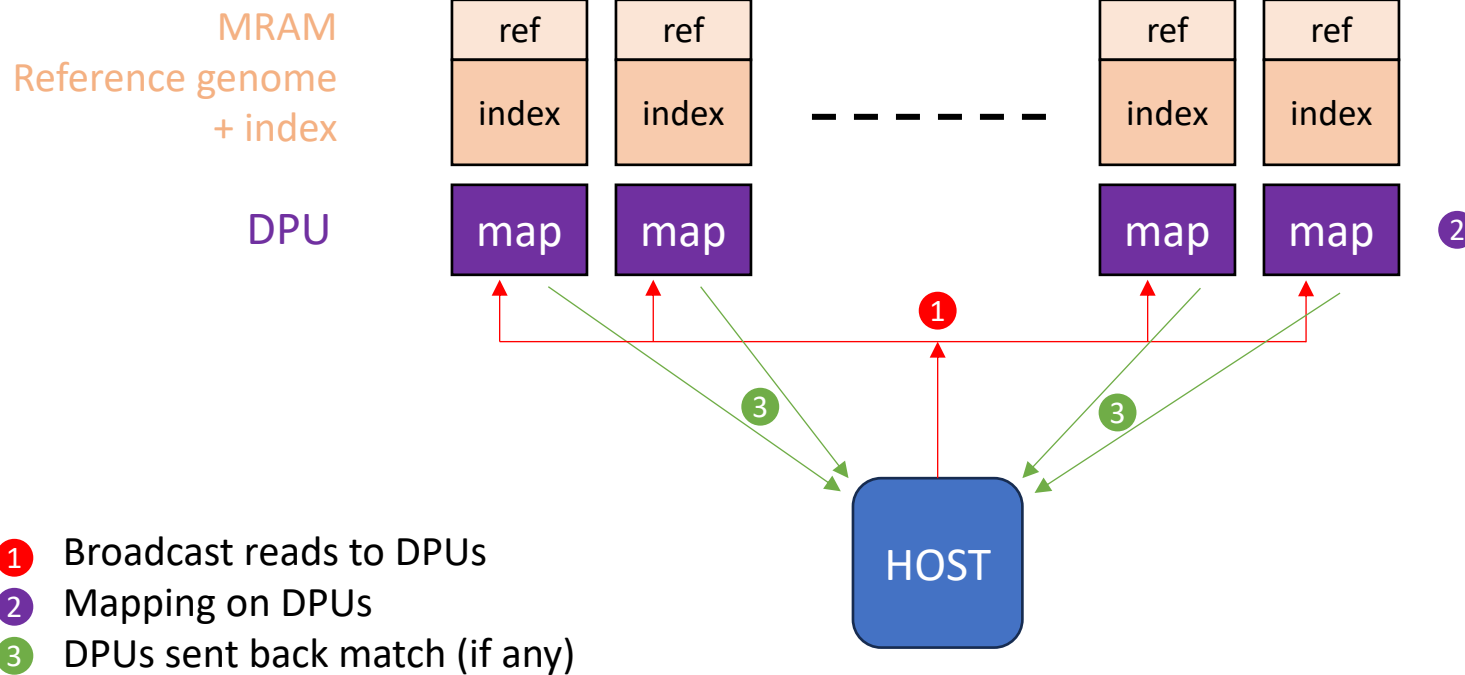 MRAM
Reference genome
+ index
ref ref ref ref
index index index index
DPU
map map map map
2
1
3 3
HOST
1 Broadcast reads to DPUs
2 Mapping on DPUs
3 DPUs sent back match (if any)